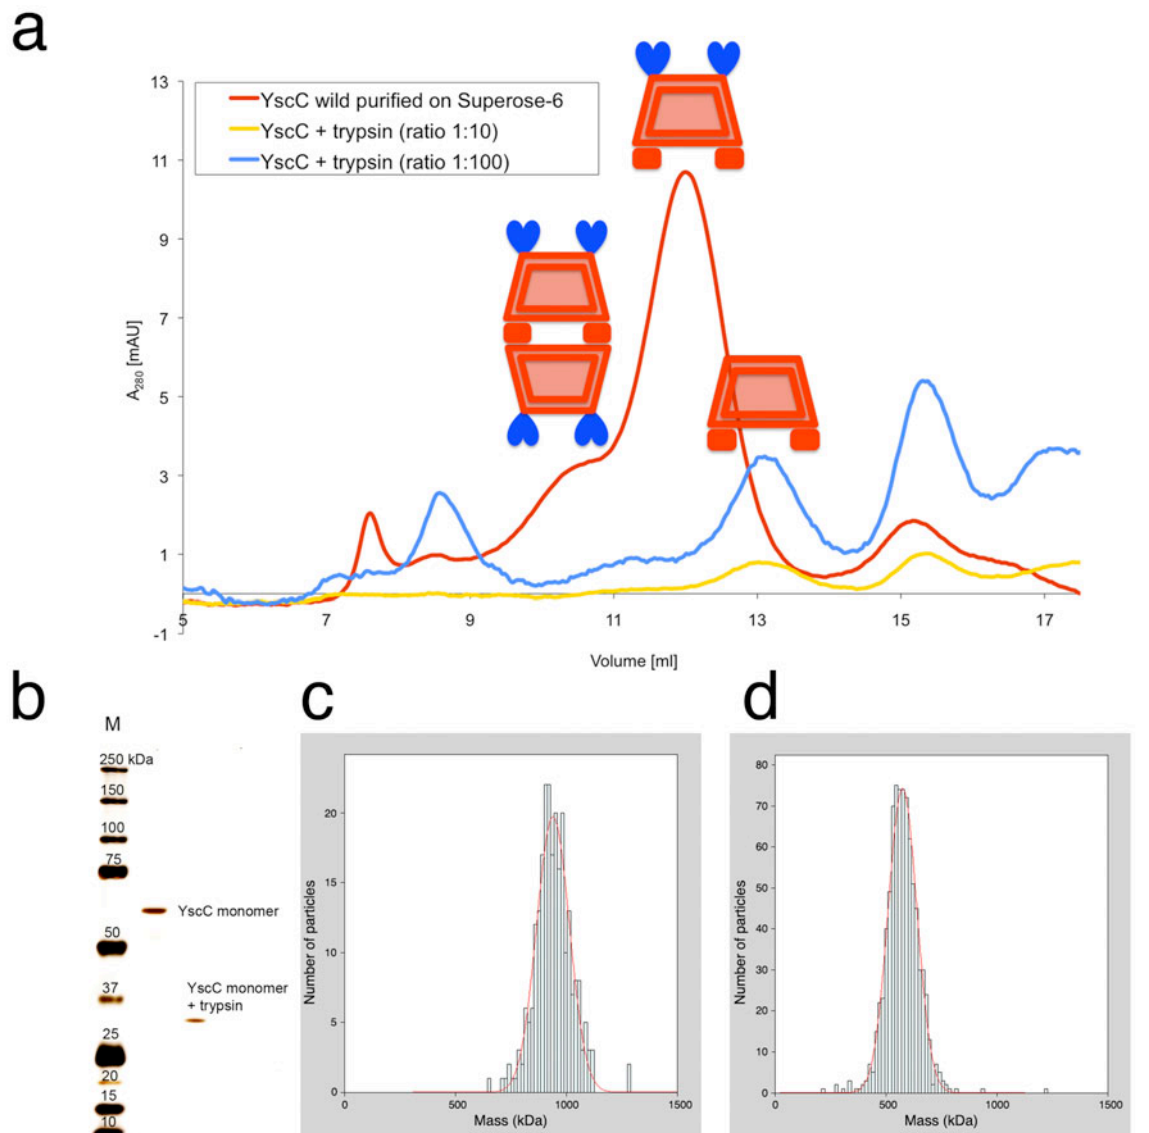 a
YscC wild purified on Superose-6
YscC + trypsin (ratio 1:10)
YscC + trypsin (ratio 1:100)
13
11
9
7
5
3
1
-1
A280 [mAU]
5 7 9 11 13 15 17
Volume [ml]
b
M
250 kDa
150
100
75
YscC monomer
50
37
YscC monomer
+ trypsin
25
20
15
10
c
20
15
10
5
0
Number of particles
0 500 1000 1500
Mass (kDa)
d
80
70
60
50
40
30
20
10
0
Number of particles
0 500 1000 1500
Mass (kDa)